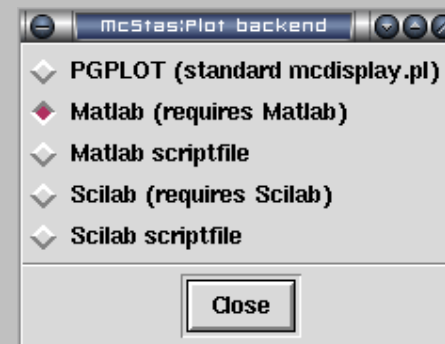 McStas:Plot backend
PGPLOT (standard mcdisplay.pl)
Matlab (requires Matlab)
Matlab scriptfile
Scilab (requires Scilab)
Scilab scriptfile
Close